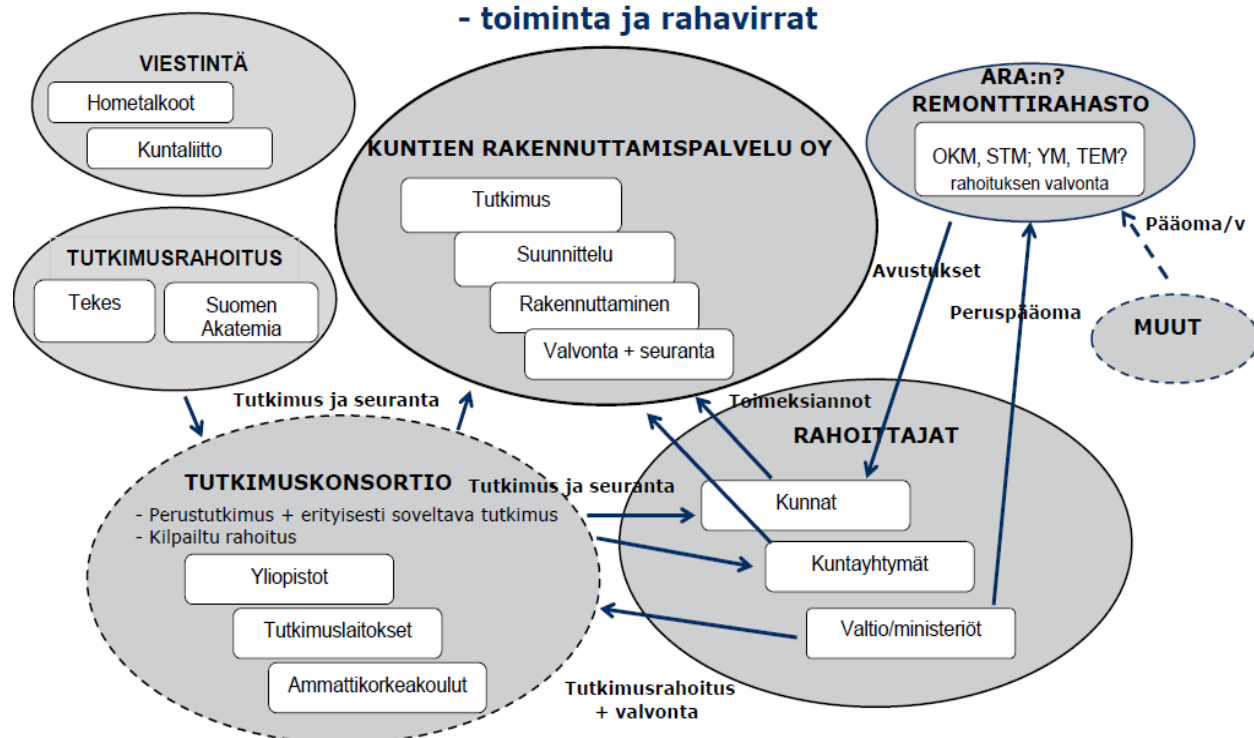 - toiminta ja rahavirrat
VIESTINTÄ
Hometalkoot
Kuntaliitto
KUNTIEN RAKENNUTTAMISPALVELU OY
Tutkimus
Suunnittelu
Rakennuttaminen
Valvonta + seuranta
ARA:n?
REMONTTIRAHASTO
OKM, STM; YM, TEM?
rahoituksen valvonta
Pääoma/v
MUUT
Avustukset
Peruspääoma
TUTKIMUSRAHOITUS
Tekes
Suomen
Akatemia
Tutkimus ja seuranta
Toimeksiannot
RAHOITTAJAT
Kunnat
Kuntayhtymät
Valtio/ministeriöt
TUTKIMUSKONSORTIO
Tutkimus ja seuranta
- Perustutkimus + erityisesti soveltava tutkimus
- Kilpailtu rahoitus
Yliopistot
Tutkimuslaitokset
Ammattikorkeakoulut
Tutkimusrahoitus
+ valvonta